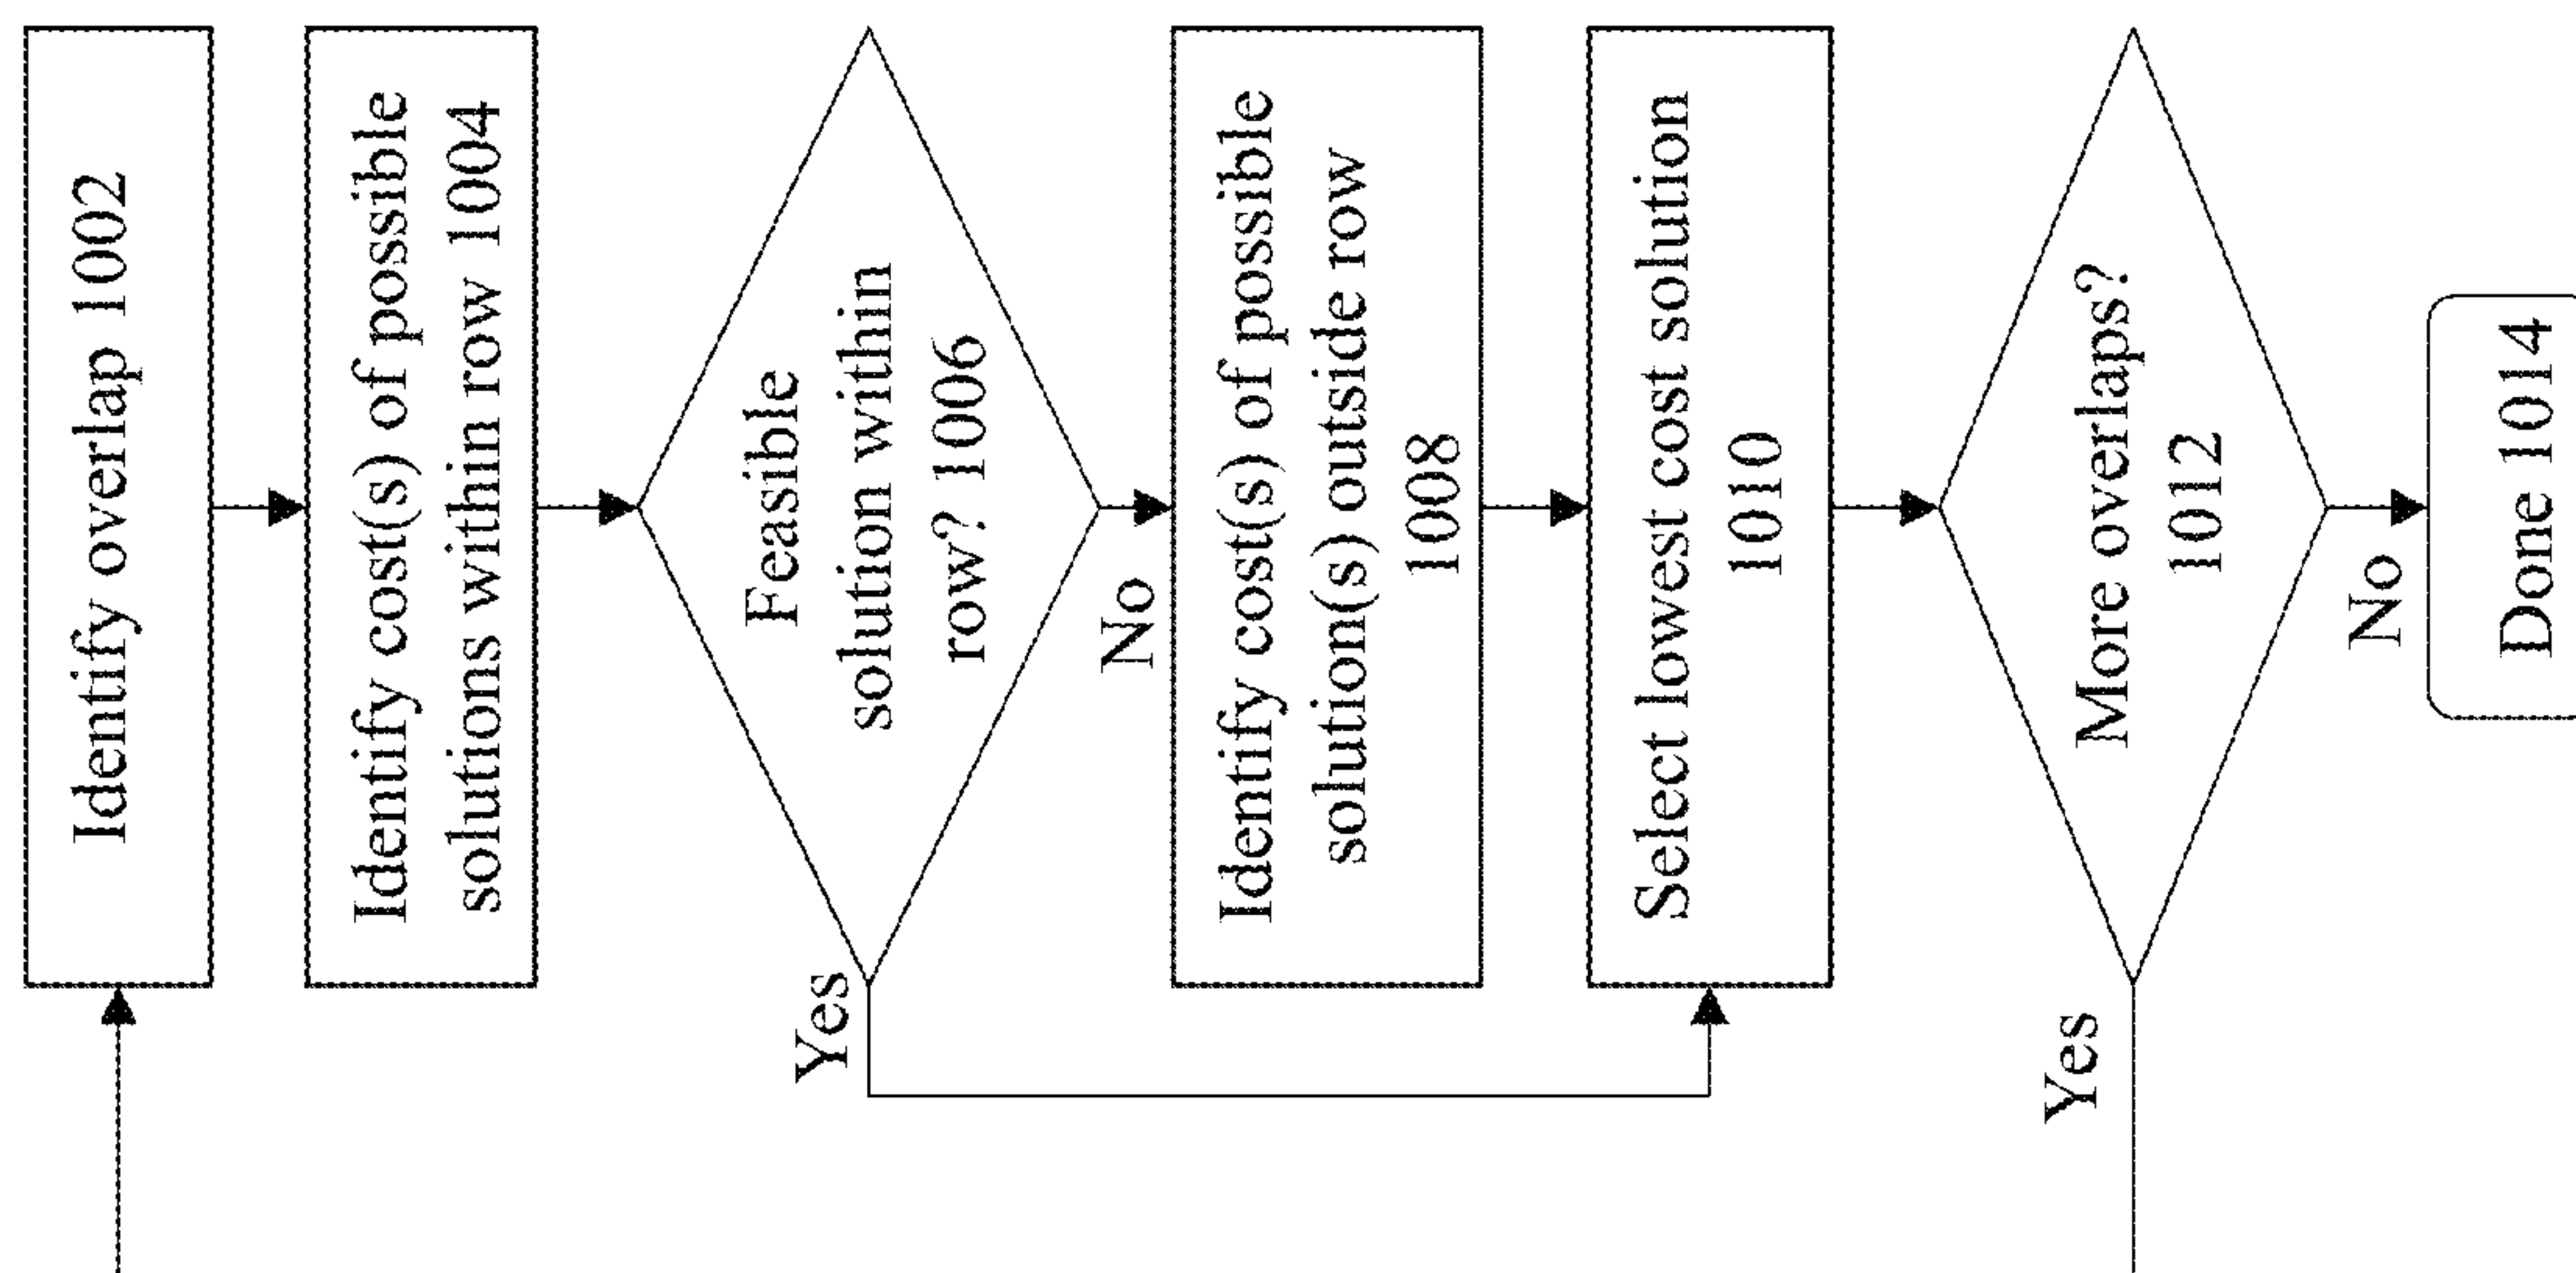 Identify overlap 1002
Identify cost(s) of possible
solutions within row 1004
Feasible
solution within
row? 1006
Yes
No
Identify cost(s) of possible
solution(s) outside row
1008
Select lowest cost solution
1010
More overlaps?
1012
Yes
No
Done 1014